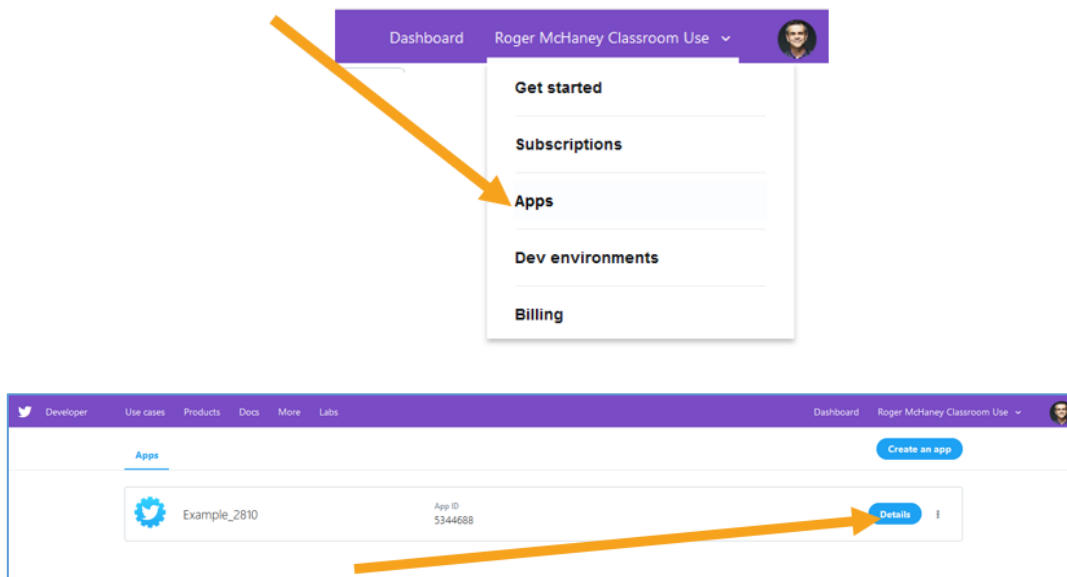 Dashboard Roger McHaney Classroom Use
Get started
Subscriptions
Apps
Dev environments
Billing
Developer Use cases Products Docs More Labs Dashboard Roger McHaney Classroom Use
Apps Create an app
Example_2810 App ID Details
5344688